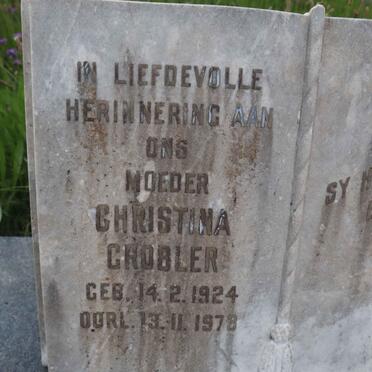 IN LIEFDEVOLLE
HERINNERING AAN
ONS
MOEDER
CHRISTINA
GROBLER
GEB. 14.2.1924
OORL. 13.11.1978
SY